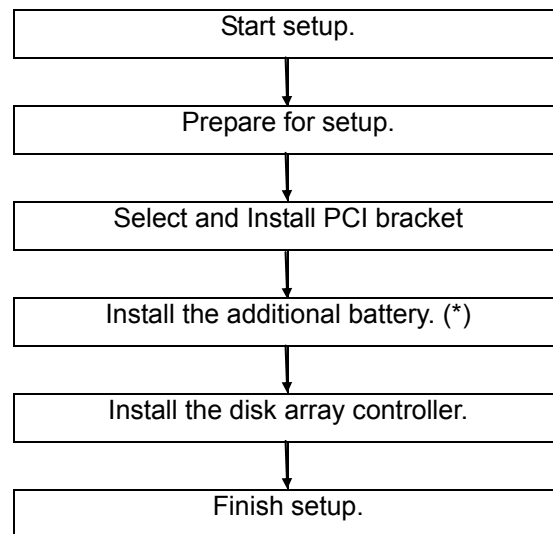 Start setup.
Prepare for setup.
Select and Install PCI bracket
Install the additional battery. (*)
Install the disk array controller.
Finish setup.